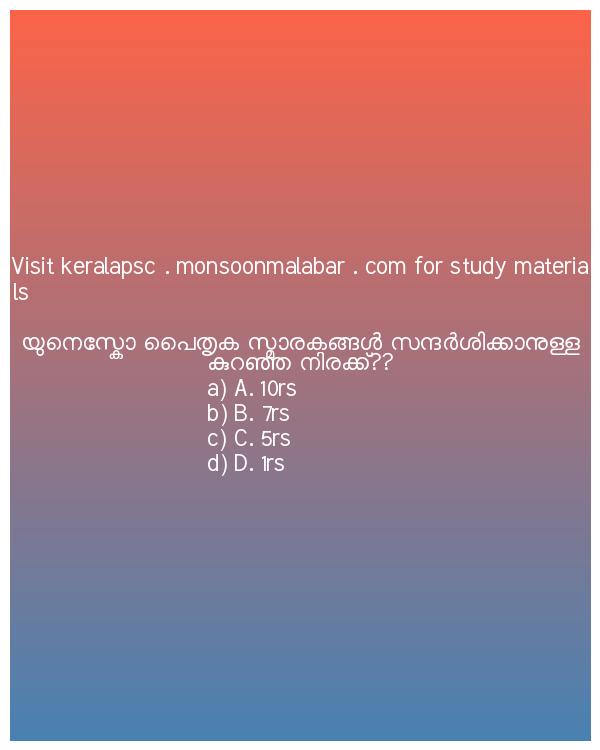 Visit keralapsc . monsoonmalabar . com for study materia
ls
യുനെസ്കോ പൈതൃക സ്മാരകങ്ങൾ സന്ദർശിക്കാനുള്ള
കുറഞ്ഞ നിരക്ക്??
a) A. 10rs
b) B. 7rs
c) C. 5rs
d) D. 1rs